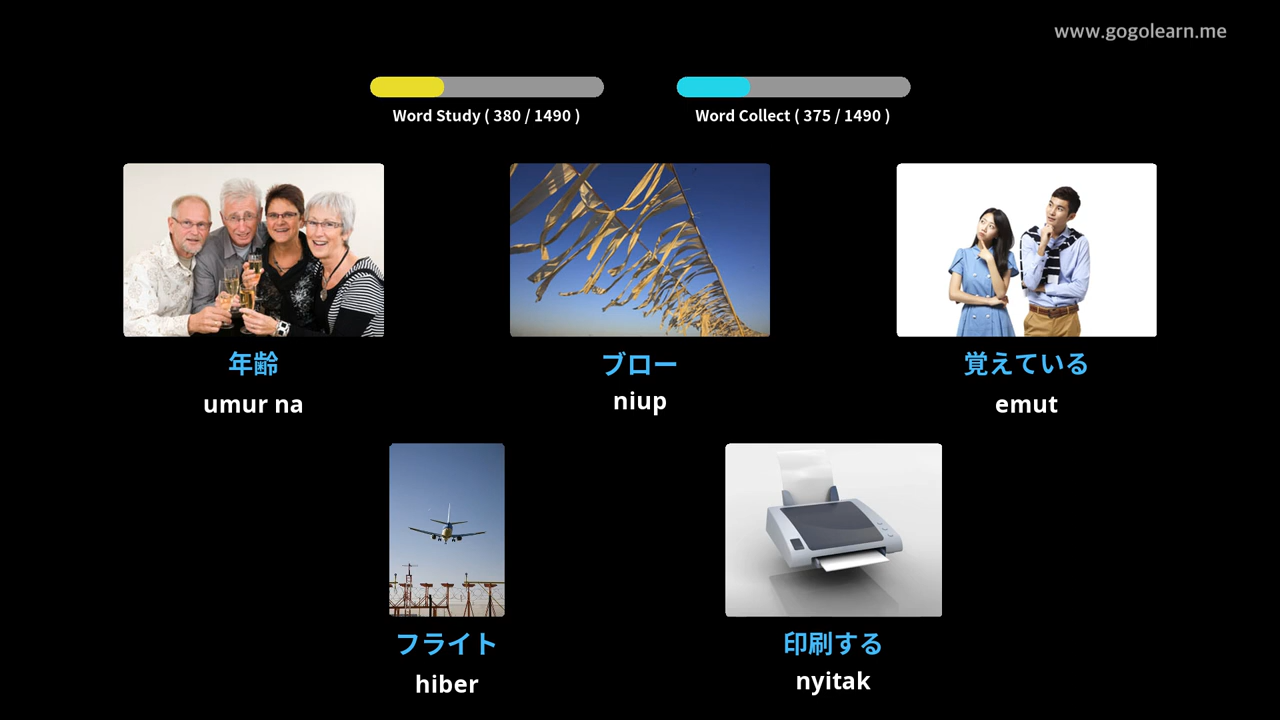 www.gogolearn.me
Word Study ( 380 / 1490 )
Word Collect ( 375 / 1490 )
年齢
umur na
ブロー
niup
覚えている
emut
フライト
hiber
印刷する
nyitak